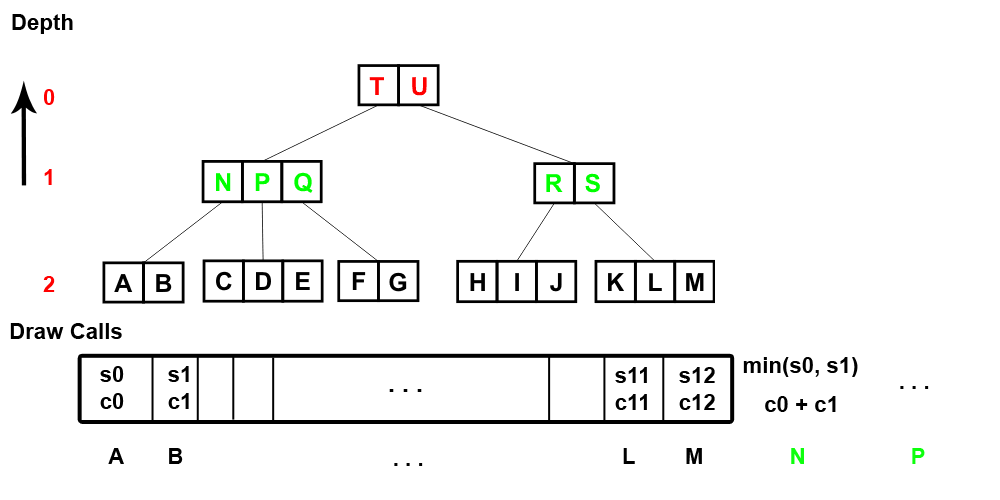 Depth
0
T U
1
N P Q R S
2
A B C D E F G H I J K L M
Draw Calls
s0 s1 . . . s11 s12 min(s0, s1) . . .
c0 c1 c11 c12 c0 + c1
A B . . . L M N P